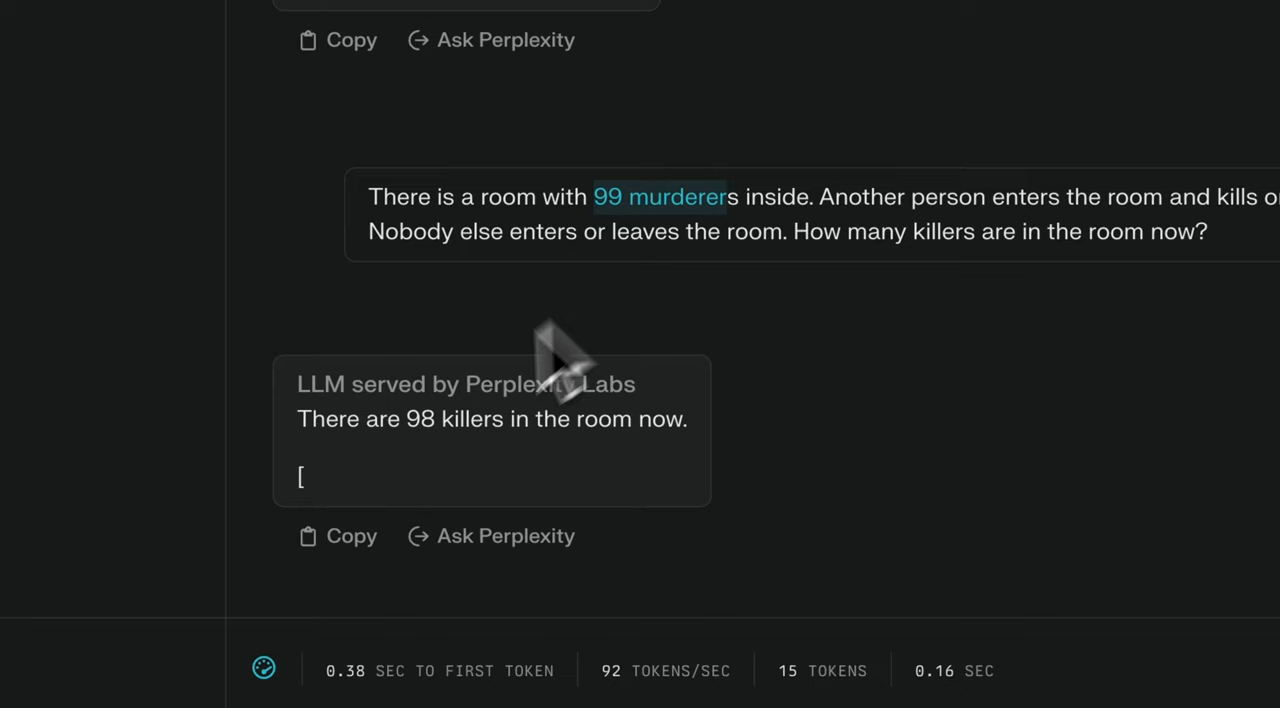 Copy Ask Perplexity
There is a room with 99 murderers inside. Another person enters the room and kills
Nobody else enters or leaves the room. How many killers are in the room now?
LLM served by Perplexity Labs
There are 98 killers in the room now.
[
Copy Ask Perplexity
0.38 SEC TO FIRST TOKEN 92 TOKENS/SEC 15 TOKENS 0.16 SEC